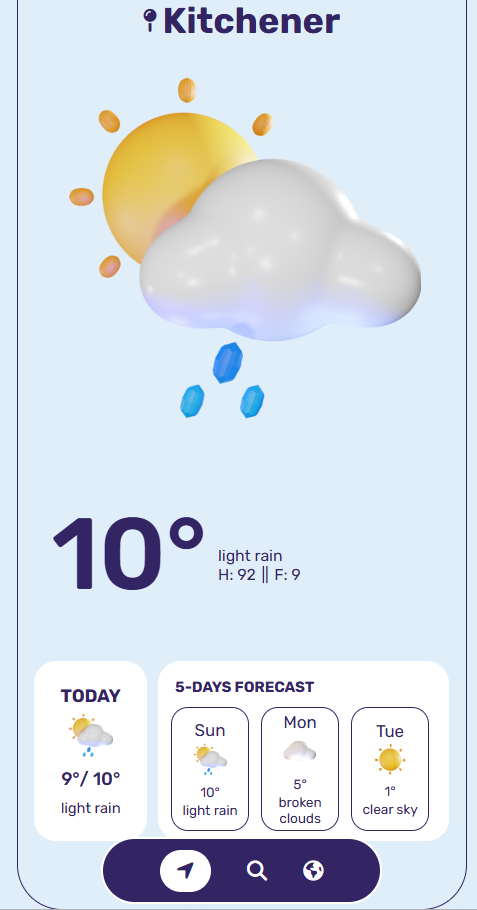 Kitchener
10°
light rain
H: 92 || F: 9
TODAY
9°/ 10°
light rain
5-DAYS FORECAST
Sun
10°
light rain
Mon
5°
broken
clouds
Tue
1°
clear sky